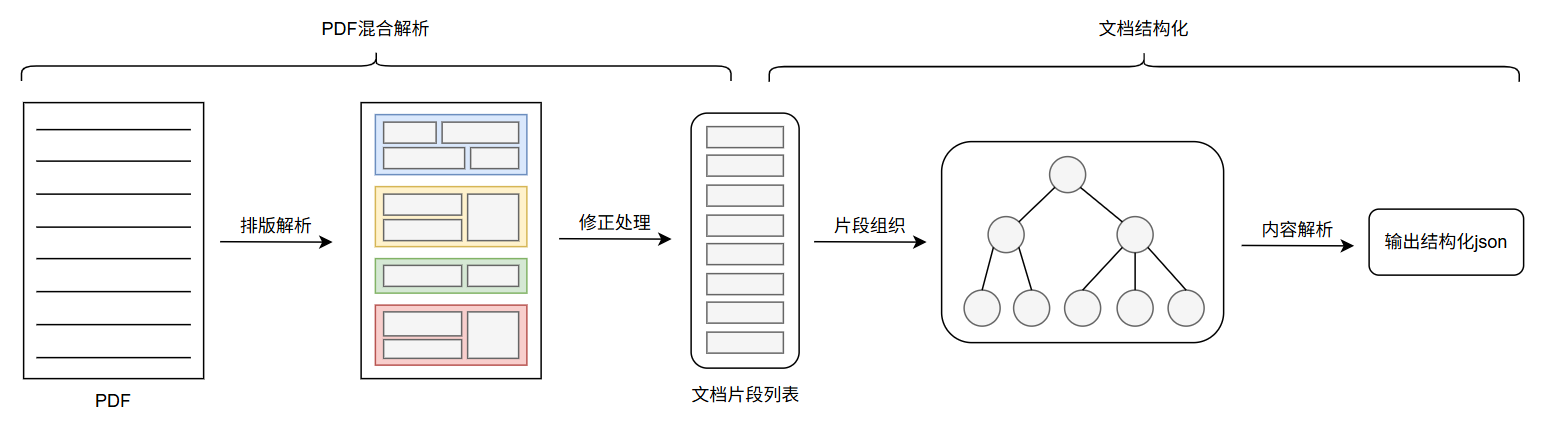 PDF混合解析
文档结构化
排版解析
修正处理
片段组织
内容解析
输出结构化json
PDF
文档片段列表